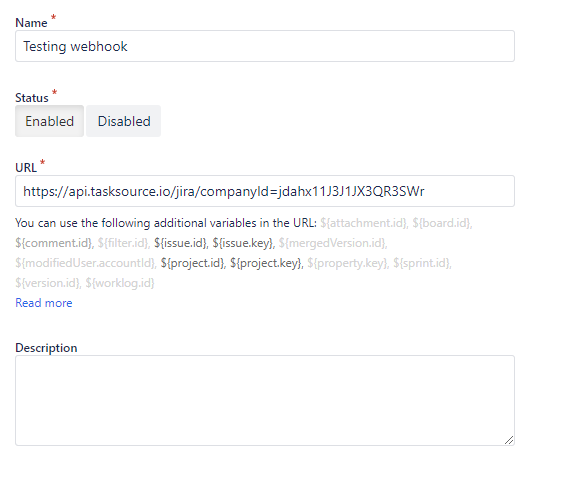 Name *
Testing webhook
Status *
Enabled Disabled
URL *
https://api.tasksource.io/jira/companyId=jdahx11J3J1JX3QR3SWr
You can use the following additional variables in the URL: ${attachment.id}, ${board.id},
${comment.id}, ${filter.id}, ${issue.id}, ${issue.key}, ${mergedVersion.id},
${modifiedUser.accountId}, ${project.id}, ${project.key}, ${property.key}, ${sprint.id},
${version.id}, ${worklog.id}
Read more
Description